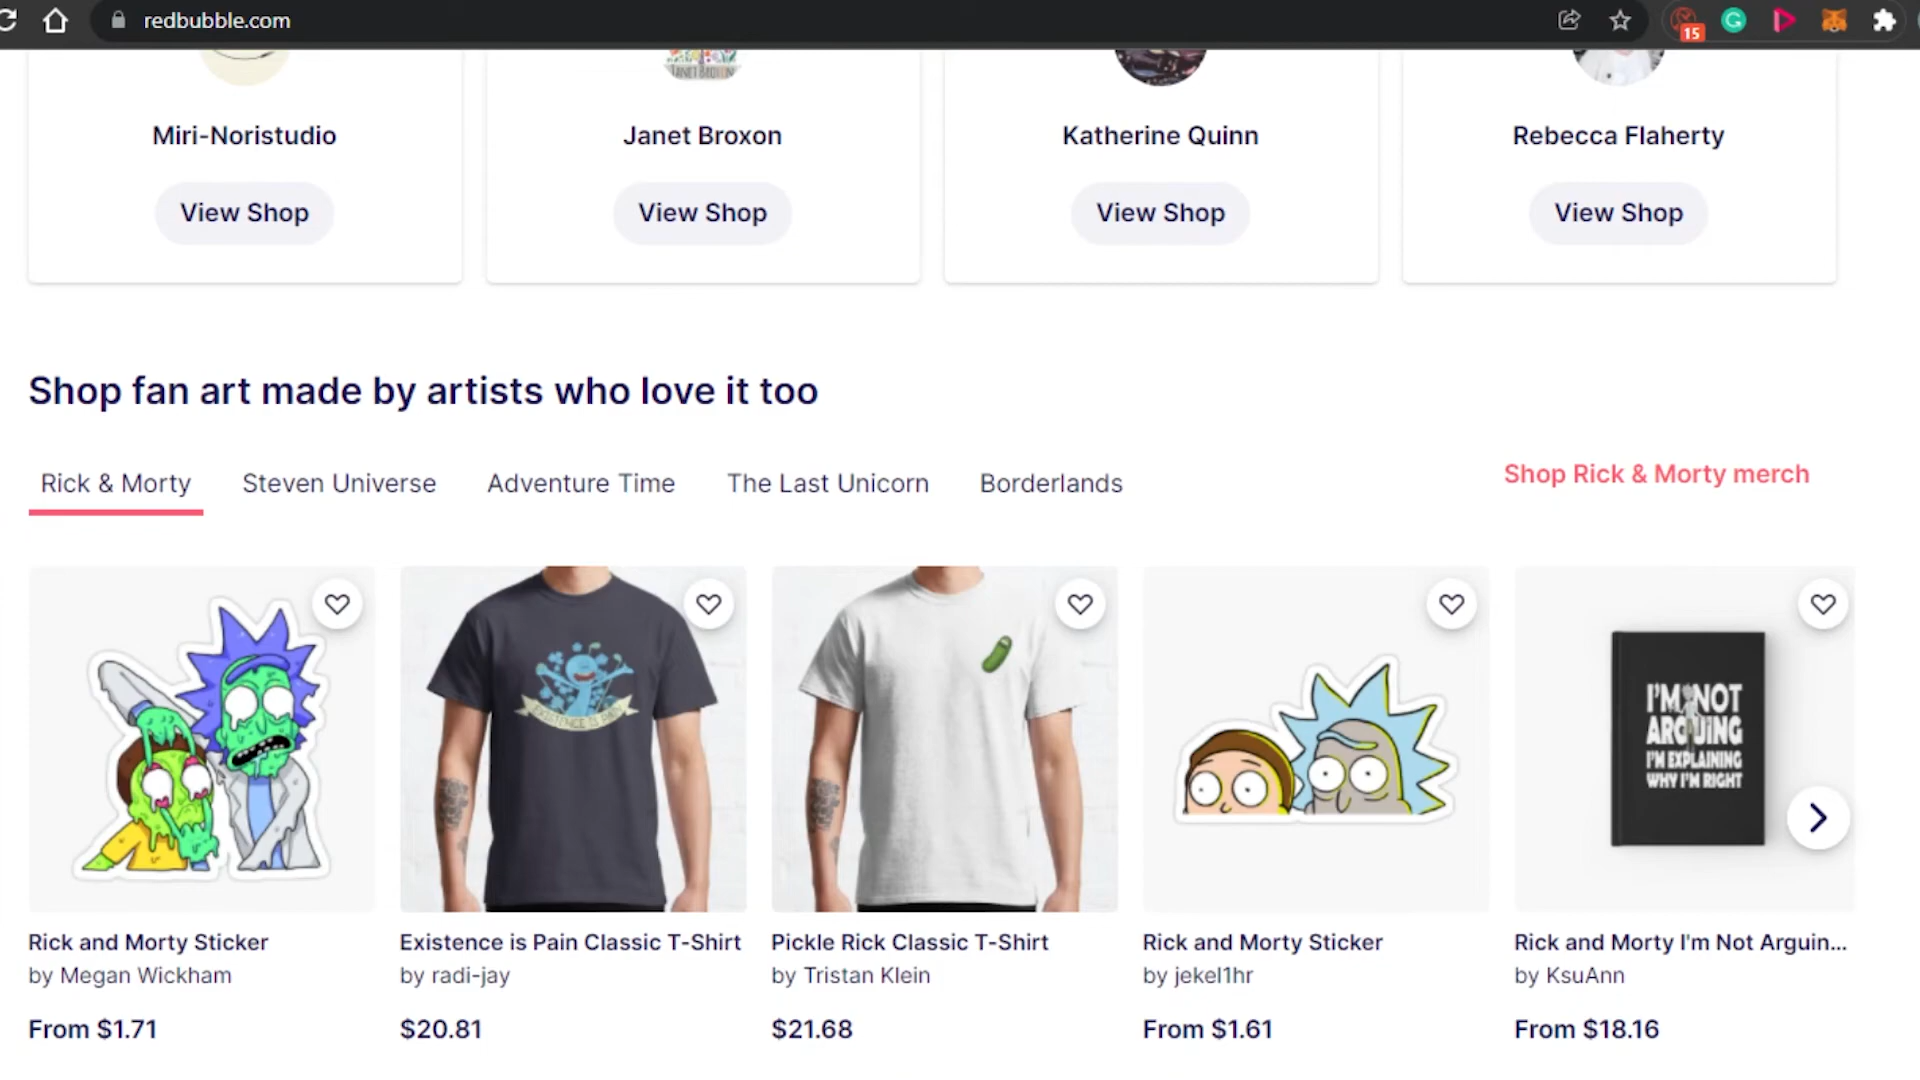 redbubble.com
15
JANET BROXON
Miri-Noristudio
Janet Broxon
Katherine Quinn
Rebecca Flaherty
View Shop
View Shop
View Shop
View Shop
Shop fan art made by artists who love it too
Rick & Morty
Steven Universe
Adventure Time
The Last Unicorn
Borderlands
Shop Rick & Morty merch
EXISTENCE IS PAIN
I'M NOT
ARGUING
I'M EXPLAINING
WHY I'M RIGHT
Rick and Morty Sticker
by Megan Wickham
From $1.71
Existence is Pain Classic T-Shirt
by radi-jay
$20.81
Pickle Rick Classic T-Shirt
by Tristan Klein
$21.68
Rick and Morty Sticker
by jekel1hr
From $1.61
Rick and Morty I'm Not Arguin...
by KsuAnn
From $18.16